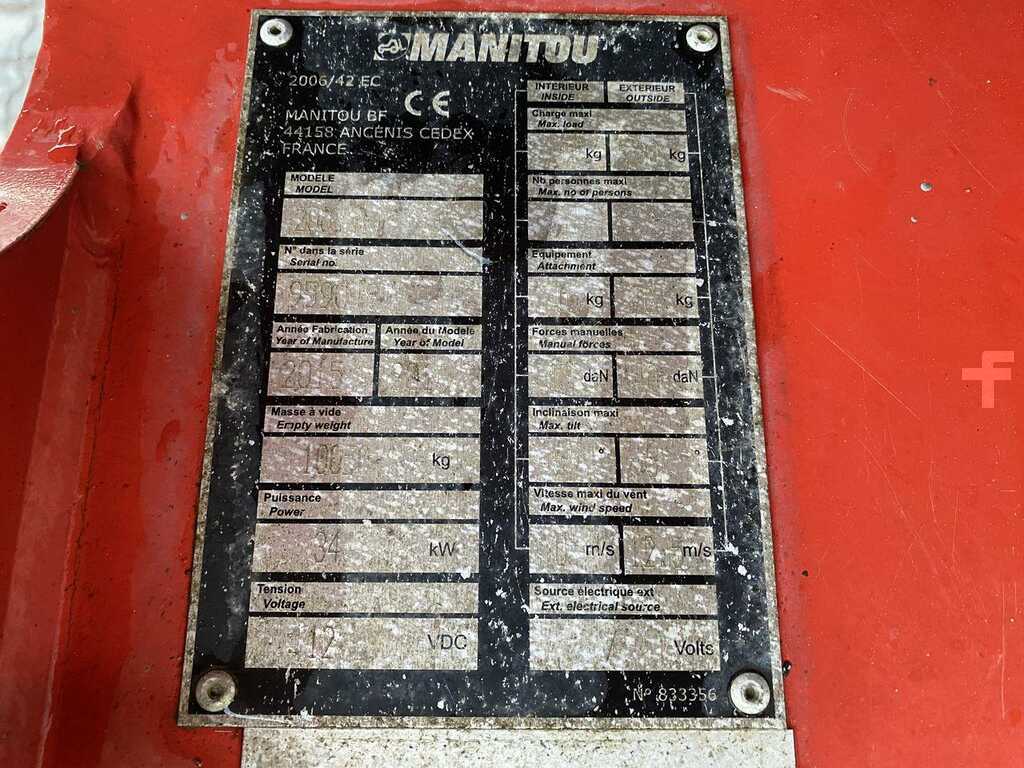 MANITOU
2006/42 EC
CE
MANITOU BF
44158 ANCENIS CEDEX
FRANCE
MODELE
MODEL
N° dans la série
Serial no.
Année Fabrication
Year of Manufacture
2015
Année du Modele
Year of Model
Masse à vide
Empty weight
kg
Puissance
Power
34 kW
Tension
Voltage
12 VDC
INTERIEUR
INSIDE
EXTERIEUR
OUTSIDE
Charge maxi
Max. load
kg kg
Nb personnes maxi
Max. no of persons
Equipement
Attachment
kg kg
Forces manuelles
Manual forces
daN daN
Inclinaison maxi
Max. tilt
° °
Vitesse maxi du vent
Max. wind speed
m/s m/s
Source électrique ext
Ext. electrical source
Volts
N° 833356